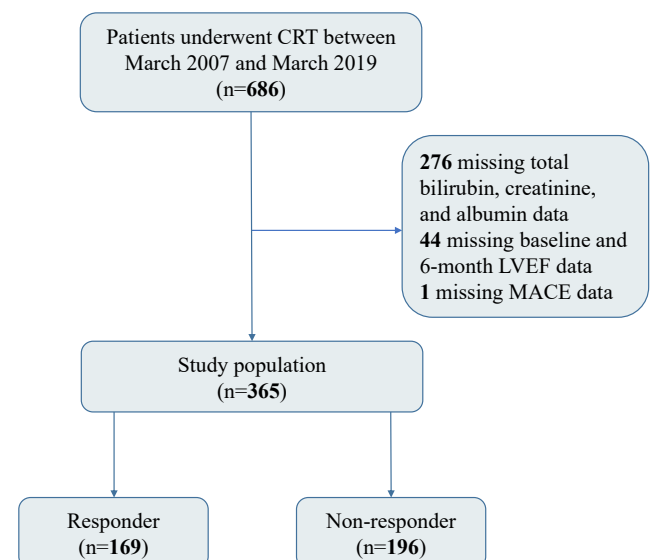 Patients underwent CRT between
March 2007 and March 2019
(n=686)
276 missing total
bilirubin, creatinine,
and albumin data
44 missing baseline and
6-month LVEF data
1 missing MACE data
Study population
(n=365)
Responder
(n=169)
Non-responder
(n=196)